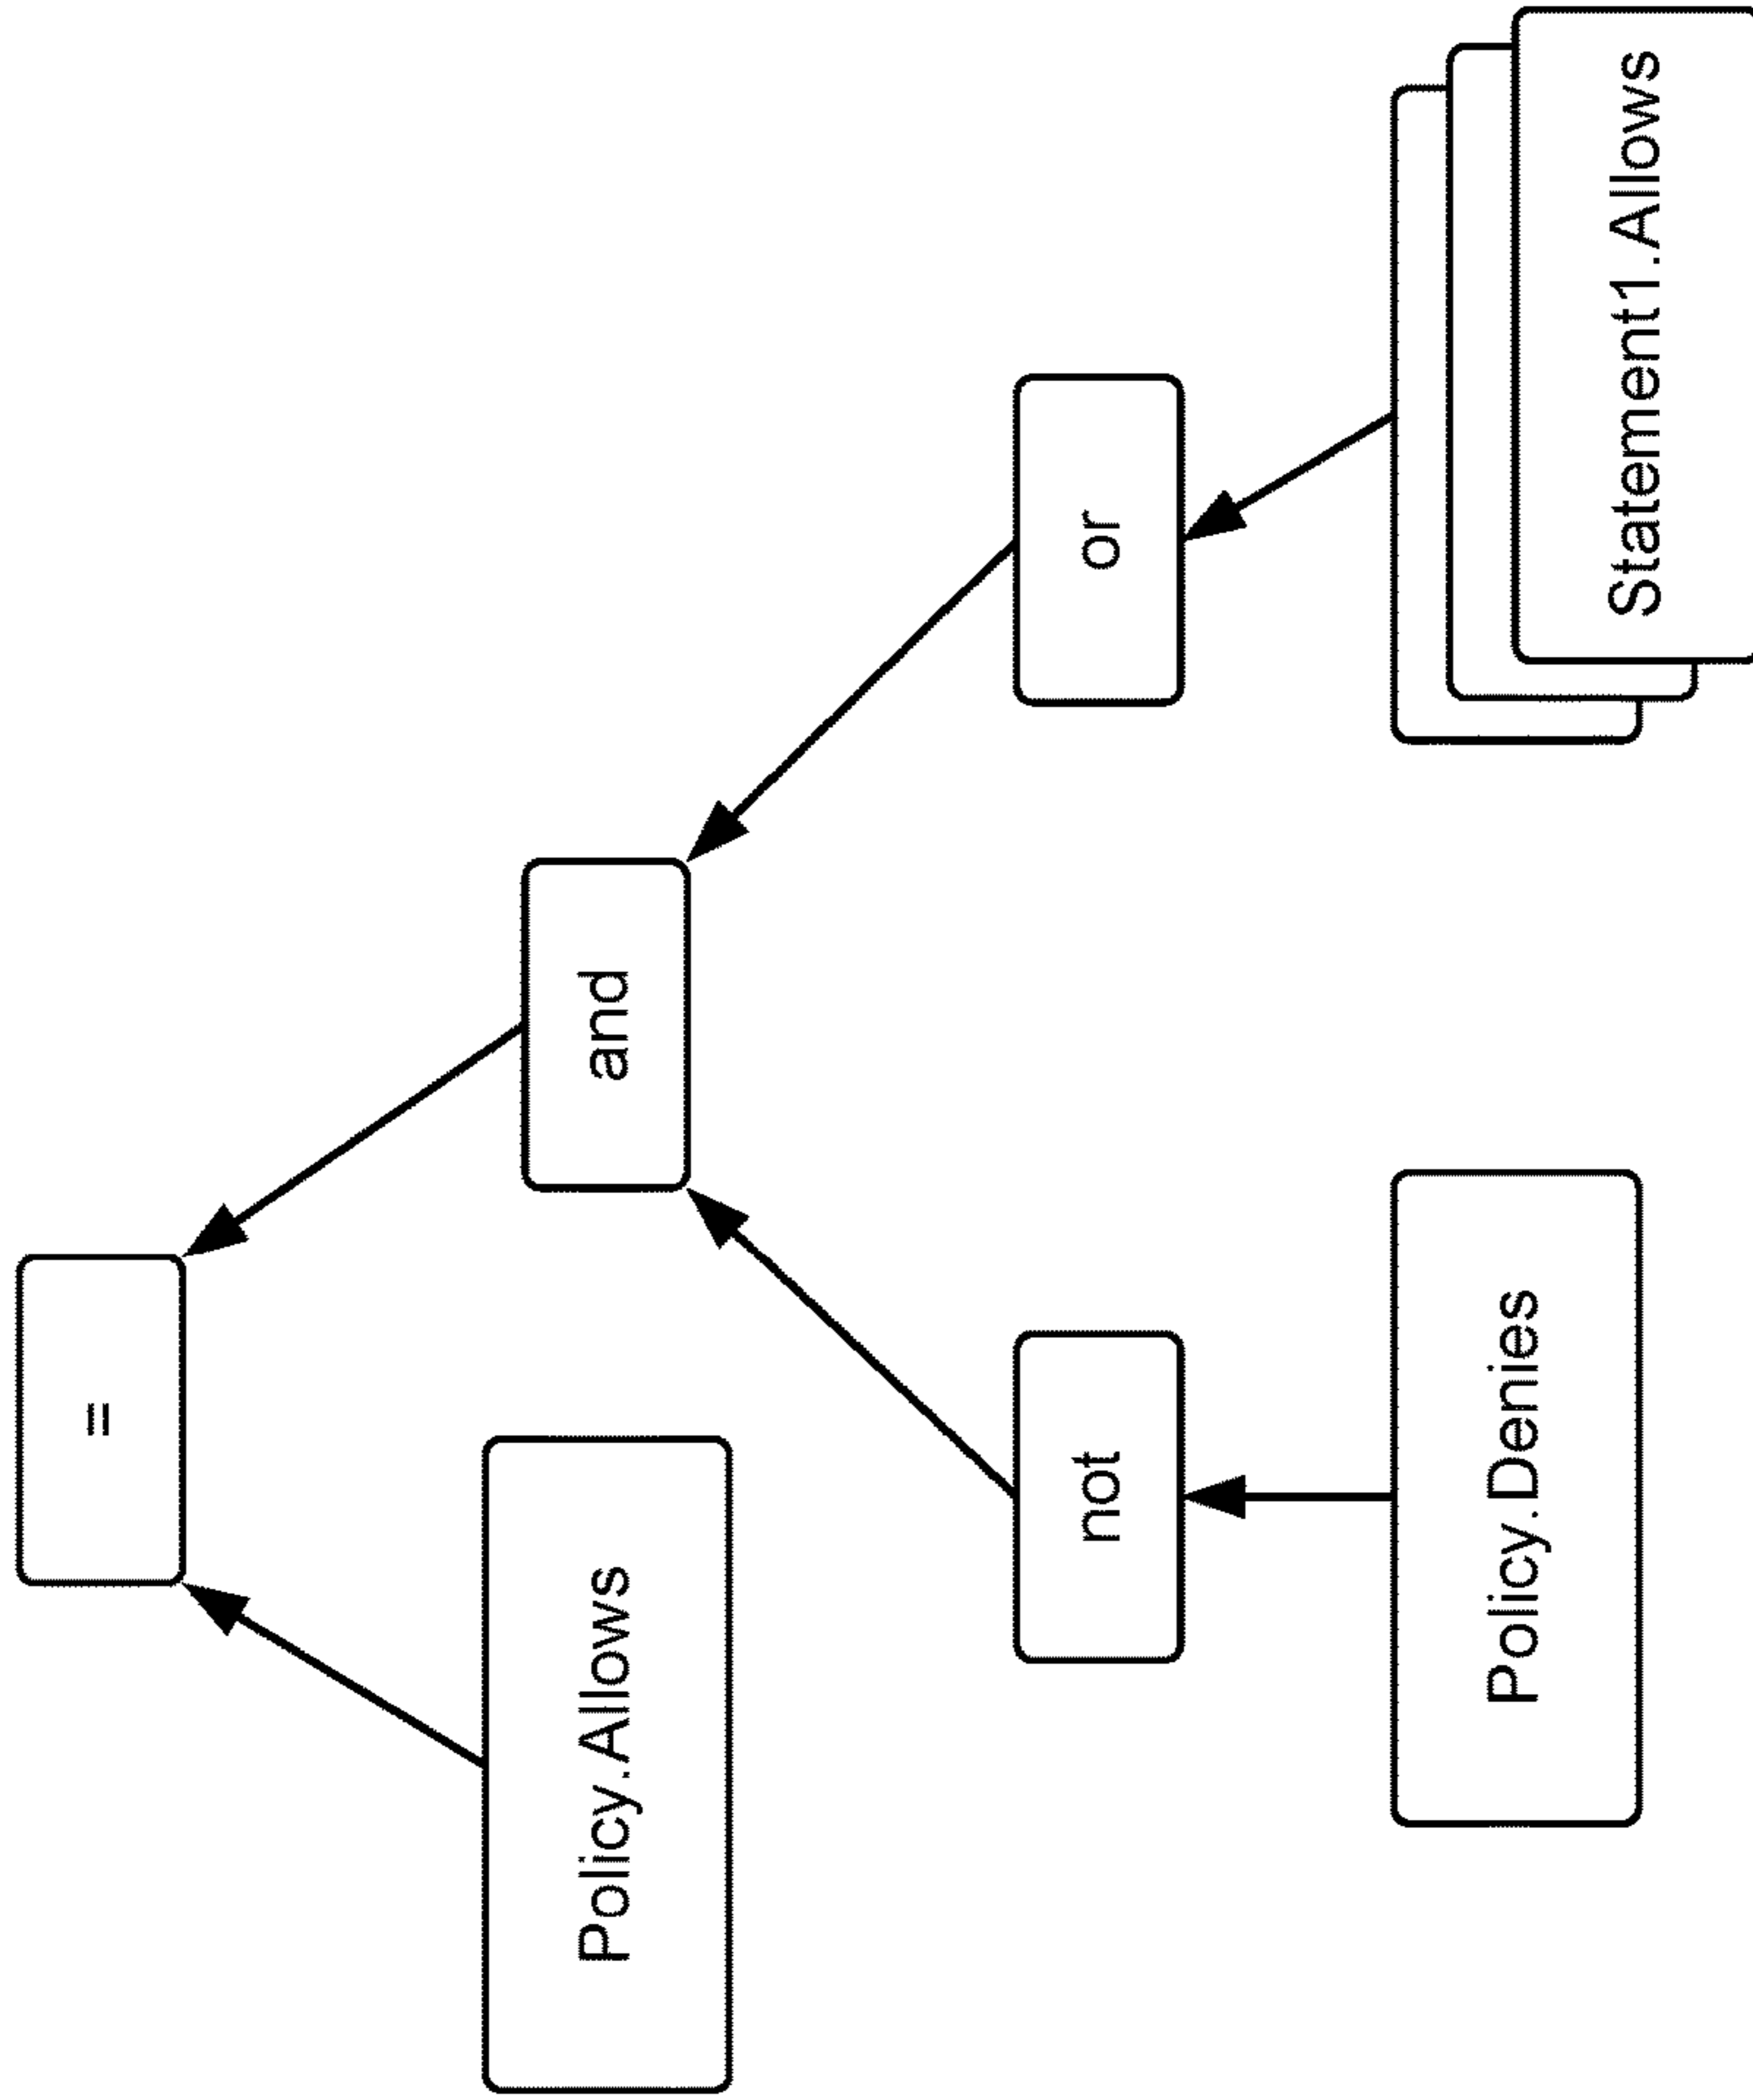 =
Policy.Allows
and
not
or
Policy.Denies
Statement1.Allows